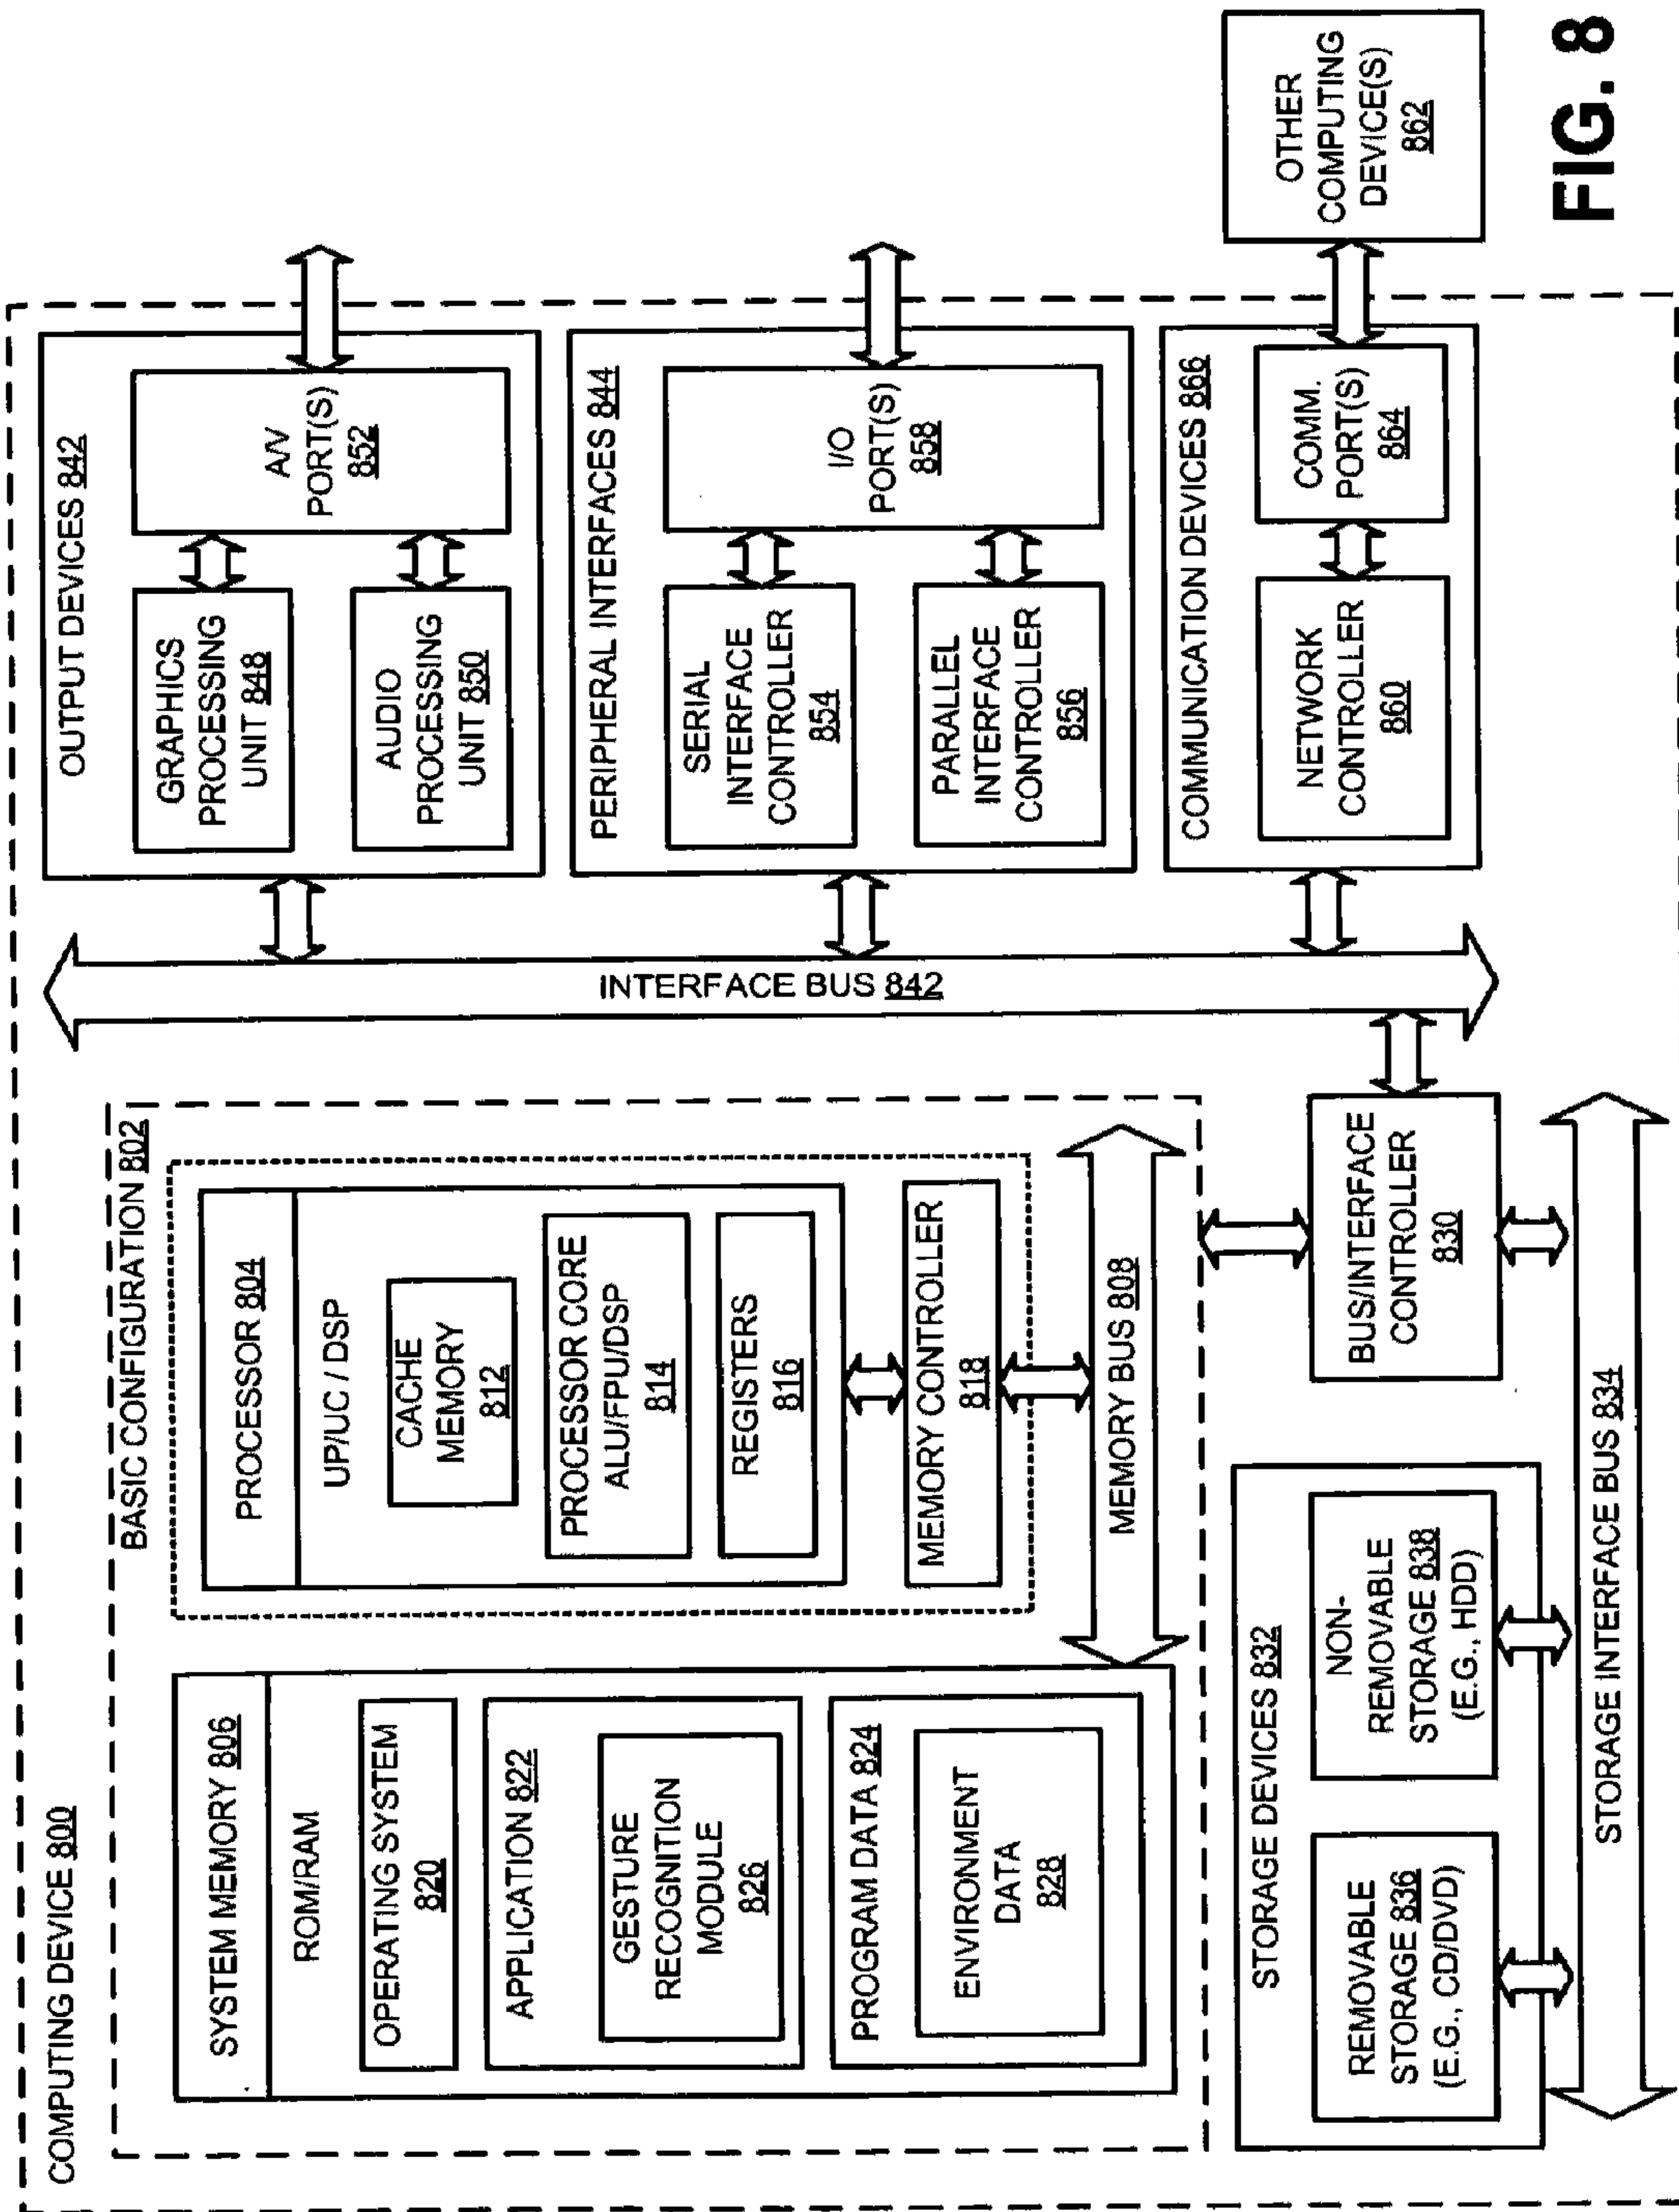 COMPUTING DEVICE 800
BASIC CONFIGURATION 802
SYSTEM MEMORY 806
ROM/RAM
OPERATING SYSTEM
820
APPLICATION 822
GESTURE
RECOGNITION
MODULE
826
PROGRAM DATA 824
ENVIRONMENT
DATA
828
PROCESSOR 804
UP/UC / DSP
CACHE
MEMORY
812
PROCESSOR CORE
ALU/FPU/DSP
814
REGISTERS
816
MEMORY CONTROLLER
818
MEMORY BUS 808
BUS/INTERFACE
CONTROLLER
830
STORAGE DEVICES 832
REMOVABLE
STORAGE 836
(E.G., CD/DVD)
NON-
REMOVABLE
STORAGE 838
(E.G., HDD)
STORAGE INTERFACE BUS 834
INTERFACE BUS 842
OUTPUT DEVICES 842
GRAPHICS
PROCESSING
UNIT 848
AUDIO
PROCESSING
UNIT 850
A/V
PORT(S)
852
PERIPHERAL INTERFACES 844
SERIAL
INTERFACE
CONTROLLER
854
PARALLEL
INTERFACE
CONTROLLER
856
I/O
PORT(S)
858
COMMUNICATION DEVICES 866
NETWORK
CONTROLLER
860
COMM.
PORT(S)
864
OTHER
COMPUTING
DEVICE(S)
862
FIG. 8